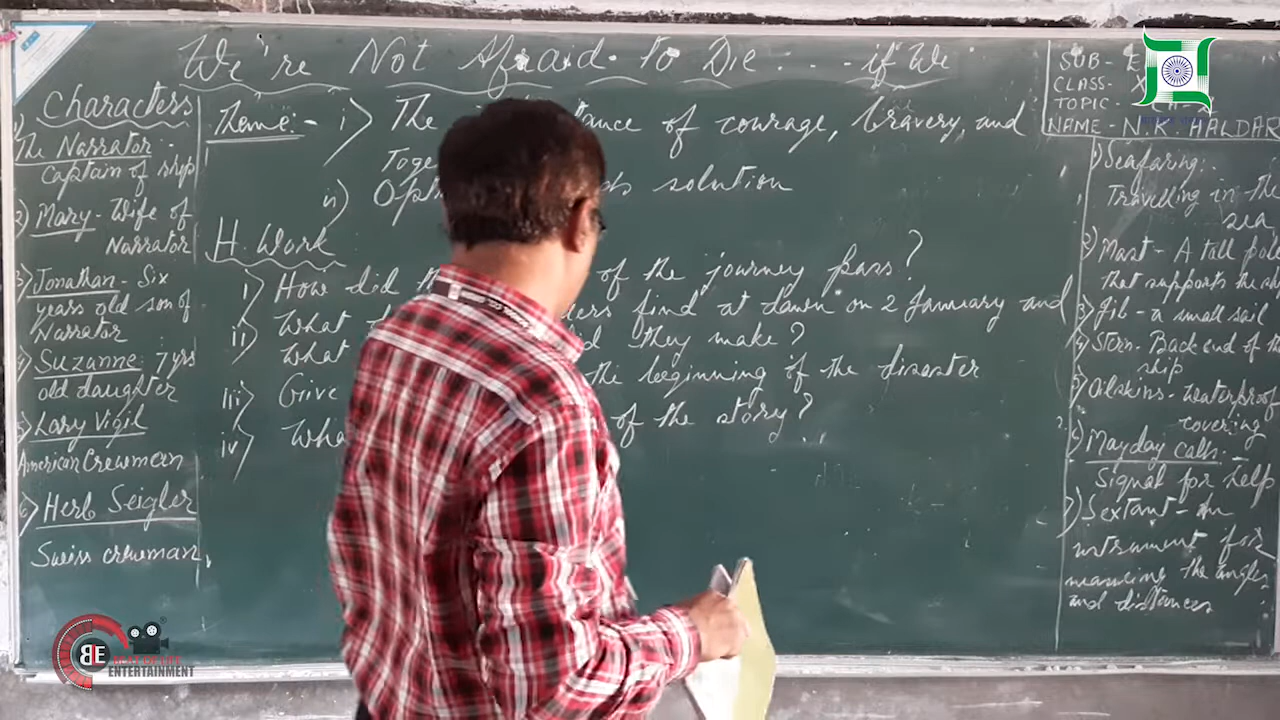 We're Not Afraid To Die ... if We
SUB - E
CLASS - X
TOPIC -
NAME - N.K. HALDAR
Characters
1) The Narrator -
Captain of ship
2) Mary - Wife of
Narrator
3) Jonathan - Six
years old son of
Narrator
4) Suzanne 7 yrs
old daughter
5) Lary Vigil
American Crewman
6) Herb Seigler
Swiss crewman
Theme :- i) The tance of courage, bravery, and
Toge
ii) Opti ds solution
H. Work
i) How did th of the journey pass?
ii) What t find at dawn on 2 January and
What d they make?
iii) Give the beginning of the disaster
iv) Wha of the story?
1) Seafaring :
Travelling in the
sea,
2) Mast - A tall pole
that supports the
3) Jib - a small sail
4) Stern - Back end of th
ship
5) Oilskins - waterproof
covering
6) Mayday calls -
Signal for help
7) Sextant - An
instrument for
measuring the angles
and distances
BLE
ENTERTAINMENT